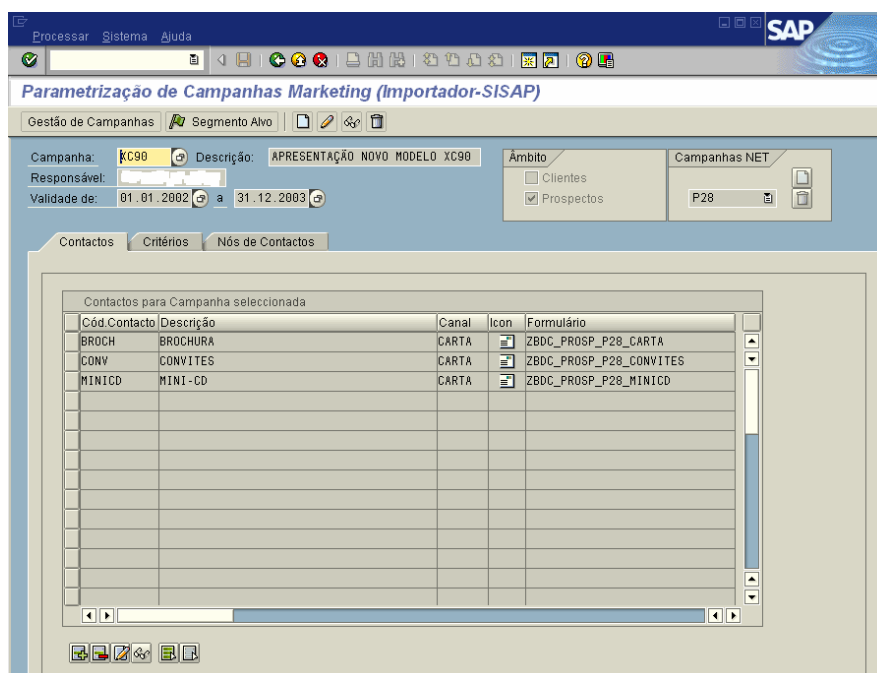 Processar Sistema Ajuda
SAP
Parametrização de Campanhas Marketing (Importador-SISAP)
Gestão de Campanhas Segmento Alvo
Campanha: XC90 Descrição: APRESENTAÇÃO NOVO MODELO XC90
Responsável:
Validade de: 01.01.2002 a 31.12.2003
Âmbito
Clientes
Prospectos
Campanhas NET
P28
Contactos Critérios Nós de Contactos
Contactos para Campanha seleccionada
Cód.Contacto Descrição Canal Icon Formulário
BROCH BROCHURA CARTA ZBDC_PROSP_P28_CARTA
CONV CONVITES CARTA ZBDC_PROSP_P28_CONVITES
MINICD MINI-CD CARTA ZBDC_PROSP_P28_MINICD